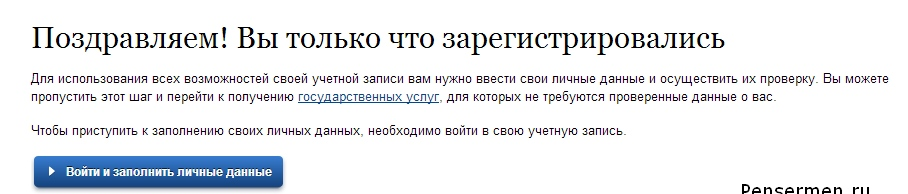 Поздравляем! Вы только что зарегистрировались
Для использования всех возможностей своей учетной записи вам нужно ввести свои личные данные и осуществить их проверку. Вы можете
пропустить этот шаг и перейти к получению государственных услуг, для которых не требуются проверенные данные о вас.
Чтобы приступить к заполнению своих личных данных, необходимо войти в свою учетную запись.
Войти и заполнить личные данные
Pensermen.ru